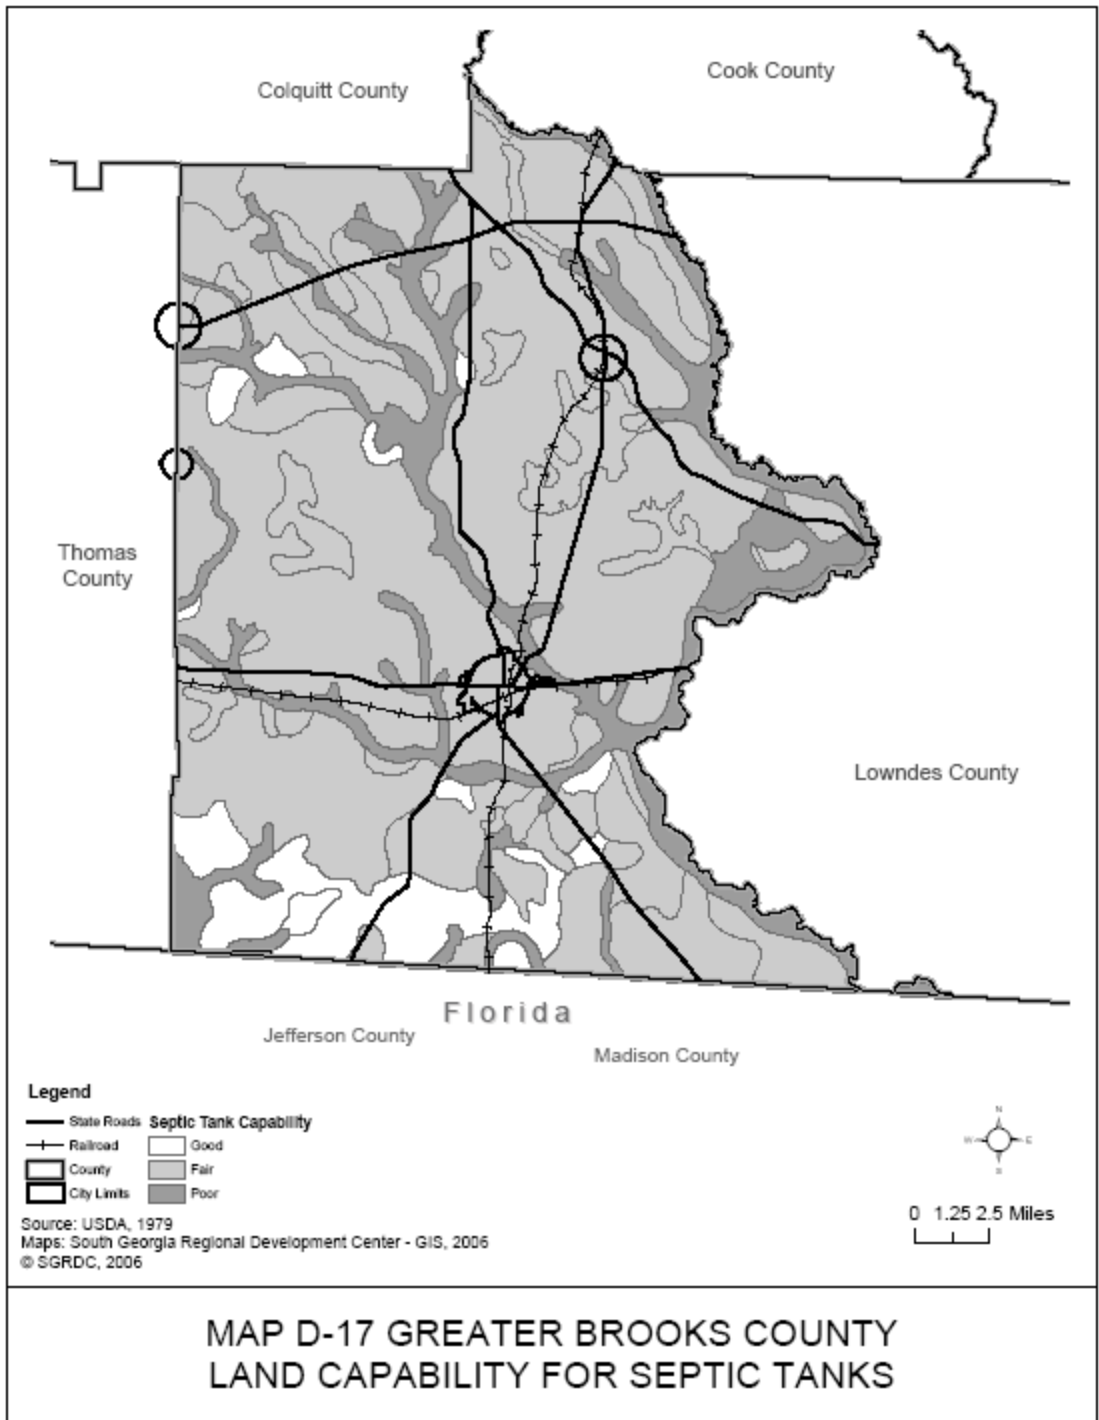 Colquitt County
Cook County
Thomas
County
Lowndes County
Florida
Jefferson County
Madison County
Legend
State Roads
Railroad
County
City Limits
Septic Tank Capability
Good
Fair
Poor
N
W E
S
0 1.25 2.5 Miles
Source: USDA, 1979
Maps: South Georgia Regional Development Center - GIS, 2006
© SGRDC, 2006
MAP D-17 GREATER BROOKS COUNTY
LAND CAPABILITY FOR SEPTIC TANKS